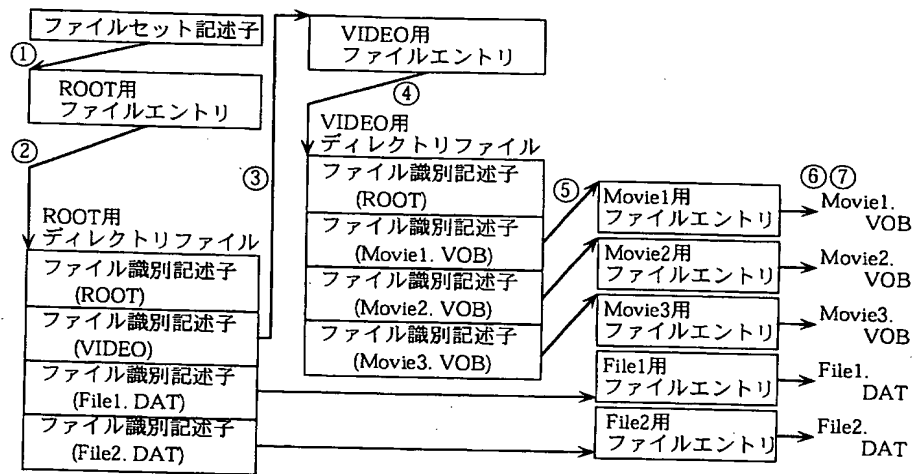 ファイルセット記述子
①
ROOT用
ファイルエントリ
②
ROOT用
ディレクトリファイル
ファイル識別記述子
(ROOT)
ファイル識別記述子
(VIDEO)
ファイル識別記述子
(File1. DAT)
ファイル識別記述子
(File2. DAT)
③
VIDEO用
ファイルエントリ
④
VIDEO用
ディレクトリファイル
ファイル識別記述子
(ROOT)
ファイル識別記述子
(Movie1. VOB)
ファイル識別記述子
(Movie2. VOB)
ファイル識別記述子
(Movie3. VOB)
⑤
Movie1用
ファイルエントリ
Movie2用
ファイルエントリ
Movie3用
ファイルエントリ
File1用
ファイルエントリ
File2用
ファイルエントリ
⑥⑦
Movie1.
VOB
Movie2.
VOB
Movie3.
VOB
File1.
DAT
File2.
DAT